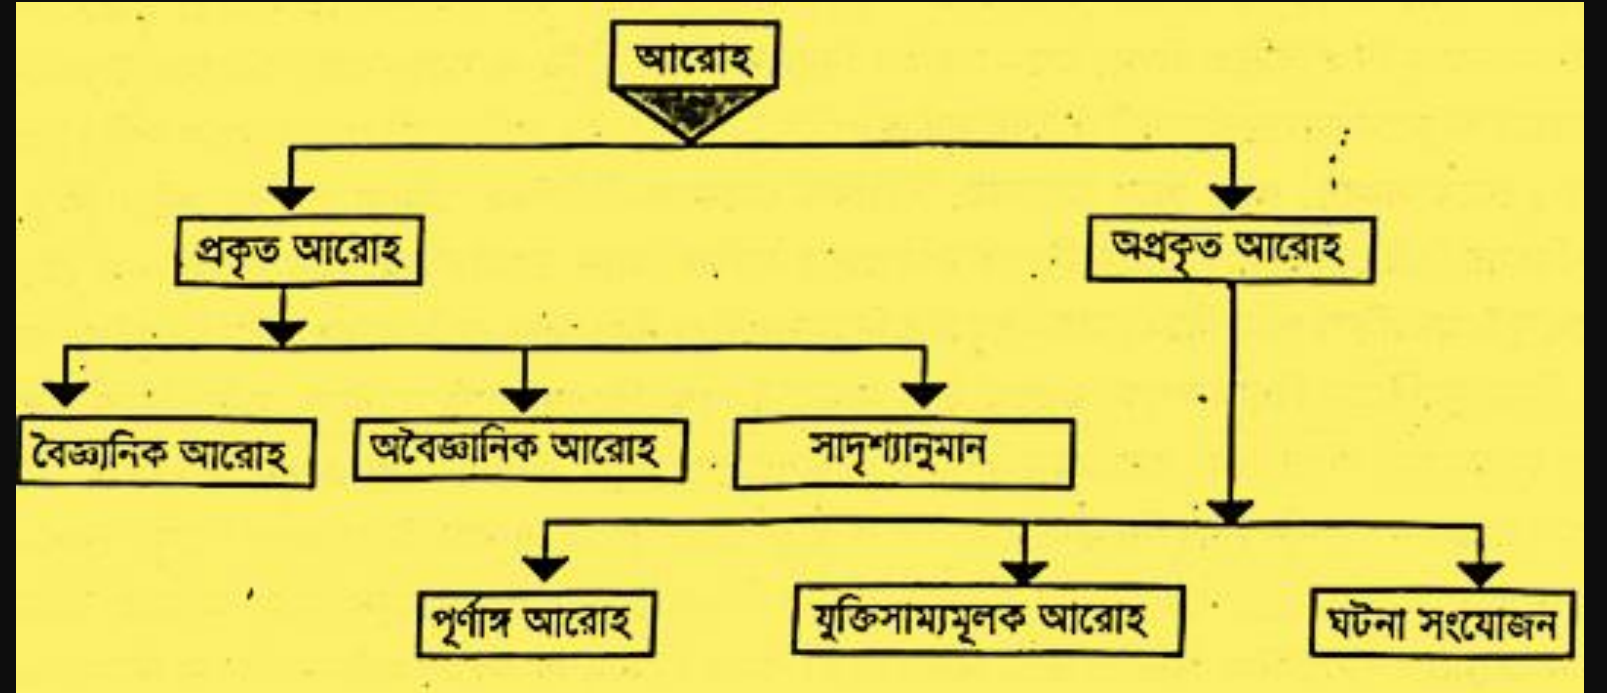 আরোহ
প্রকৃত আরোহ
অপ্রকৃত আরোহ
বৈজ্ঞানিক আরোহ
অবৈজ্ঞানিক আরোহ
সাদৃশ্যানুমান
পূর্ণাঙ্গ আরোহ
যুক্তিসাম্যমূলক আরোহ
ঘটনা সংযোজন